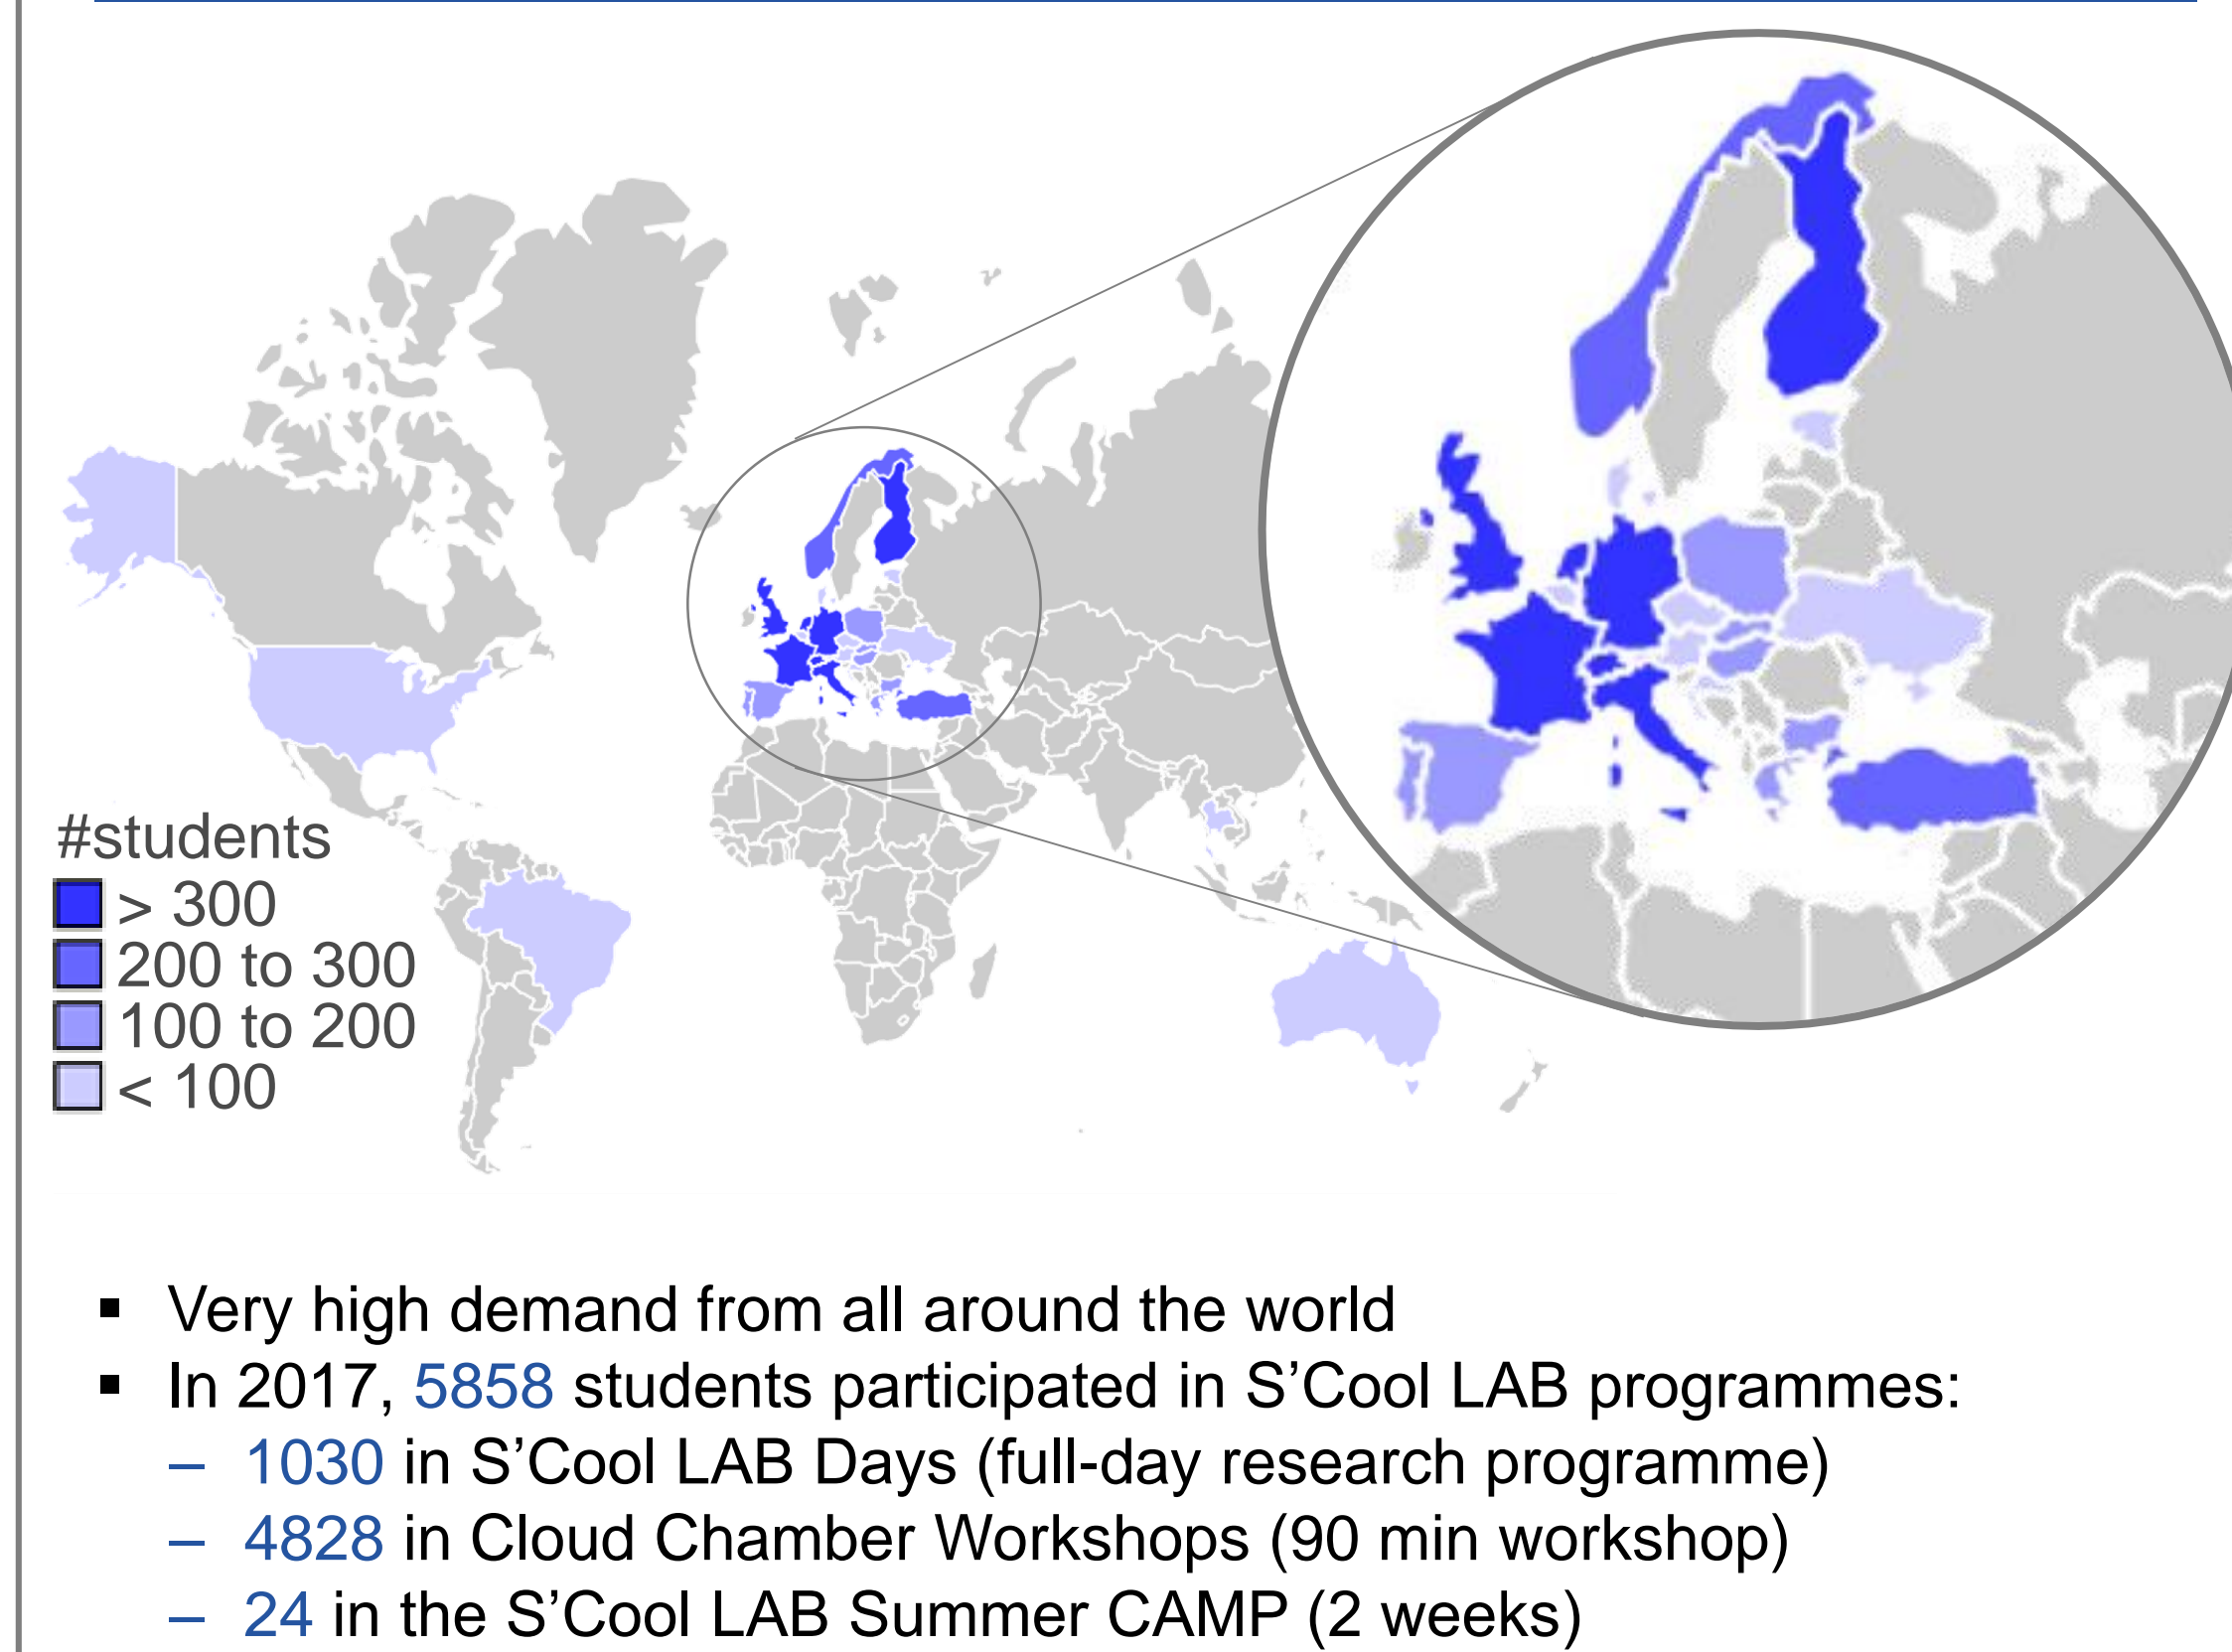 #students
> 300
200 to 300
100 to 200
< 100
▪ Very high demand from all around the world
▪ In 2017, 5858 students participated in S’Cool LAB programmes:
– 1030 in S’Cool LAB Days (full-day research programme)
– 4828 in Cloud Chamber Workshops (90 min workshop)
– 24 in the S’Cool LAB Summer CAMP (2 weeks)